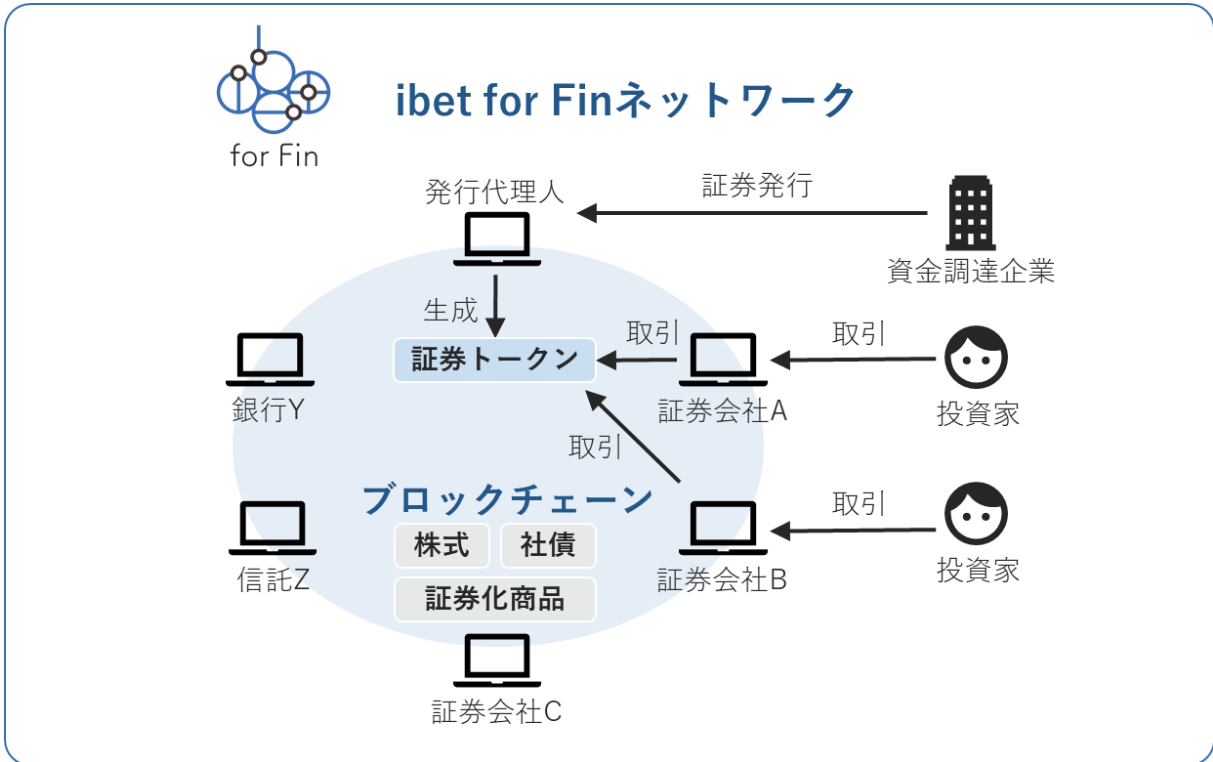 ibet for Finネットワーク
for Fin
発行代理人
証券発行
資金調達企業
生成
証券トークン
取引
取引
銀行Y
証券会社A
投資家
取引
ブロックチェーン
取引
株式
社債
信託Z
証券会社B
投資家
証券化商品
証券会社C